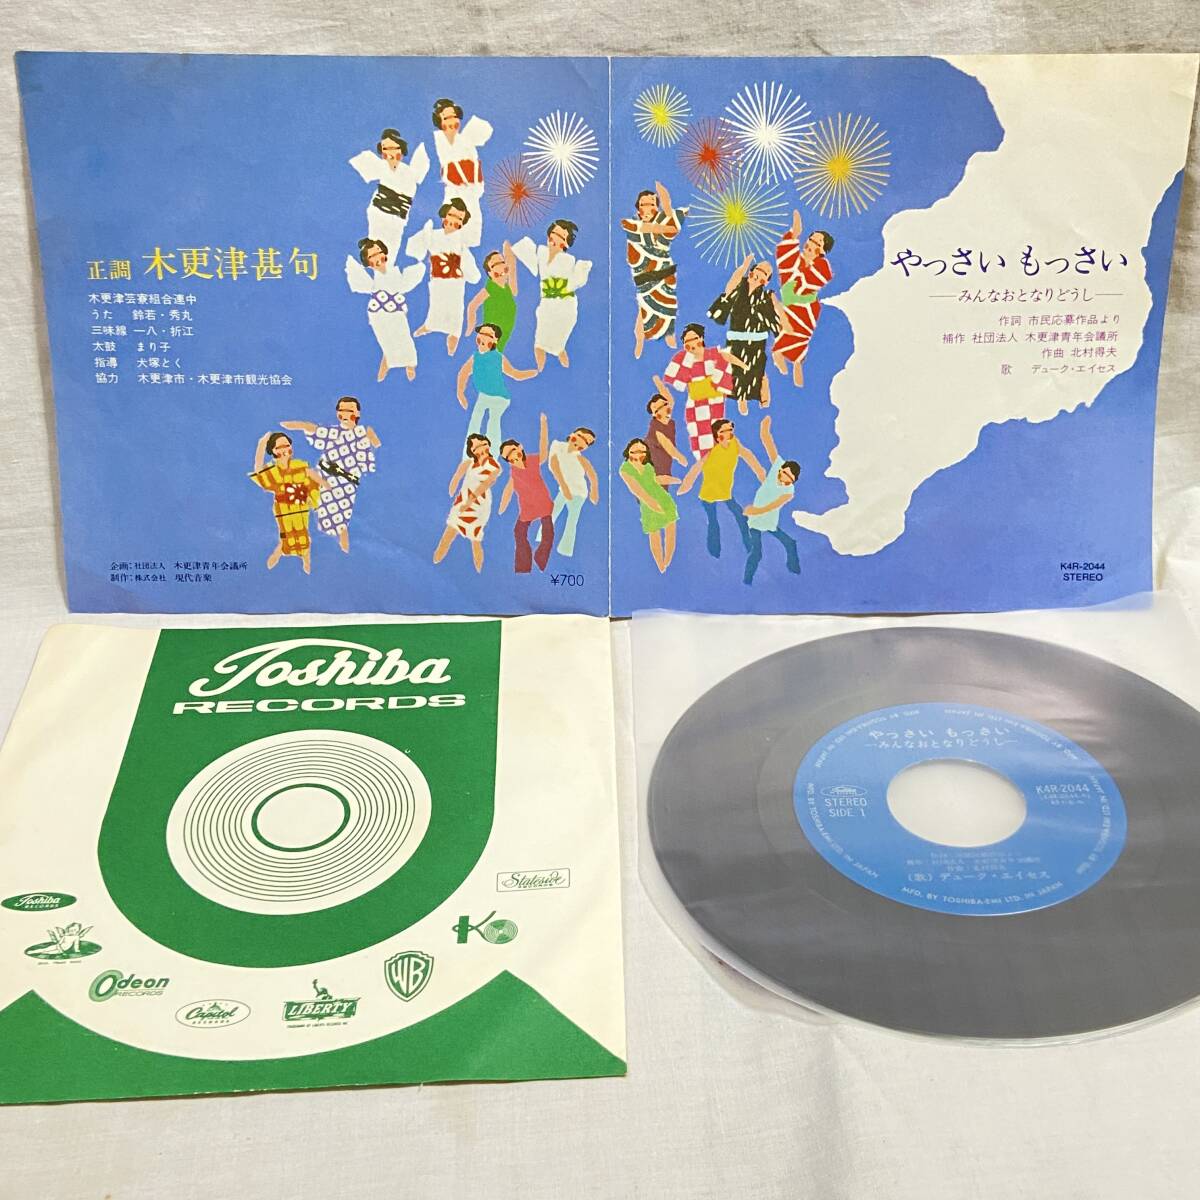 正調 木更津甚句
木更津芸寮組合連中
うた 鈴若・秀丸
三味線 一八・折江
太鼓 まり子
指導 犬塚とく
協力 木更津市・木更津市観光協会
企画:社団法人 木更津青年会議所
制作:株式会社 現代音楽
¥700
やっさい もっさい
—みんなおとなりどうし—
作詞 市民応募作品より
補作 社団法人 木更津青年会議所
作曲 北村得夫
歌 デューク・エイセス
K4R-2044
STEREO
Toshiba
RECORDS
Toshiba
RECORDS
Odeon
RECORDS
Capitol
RECORDS
LIBERTY
WB
Stateside
RECORDS
やっさい もっさい
—みんなおとなりどうし—
STEREO
SIDE 1
K4R-2044
(歌) デューク・エイセス
MFD. BY TOSHIBA-EMI LTD. IN JAPAN